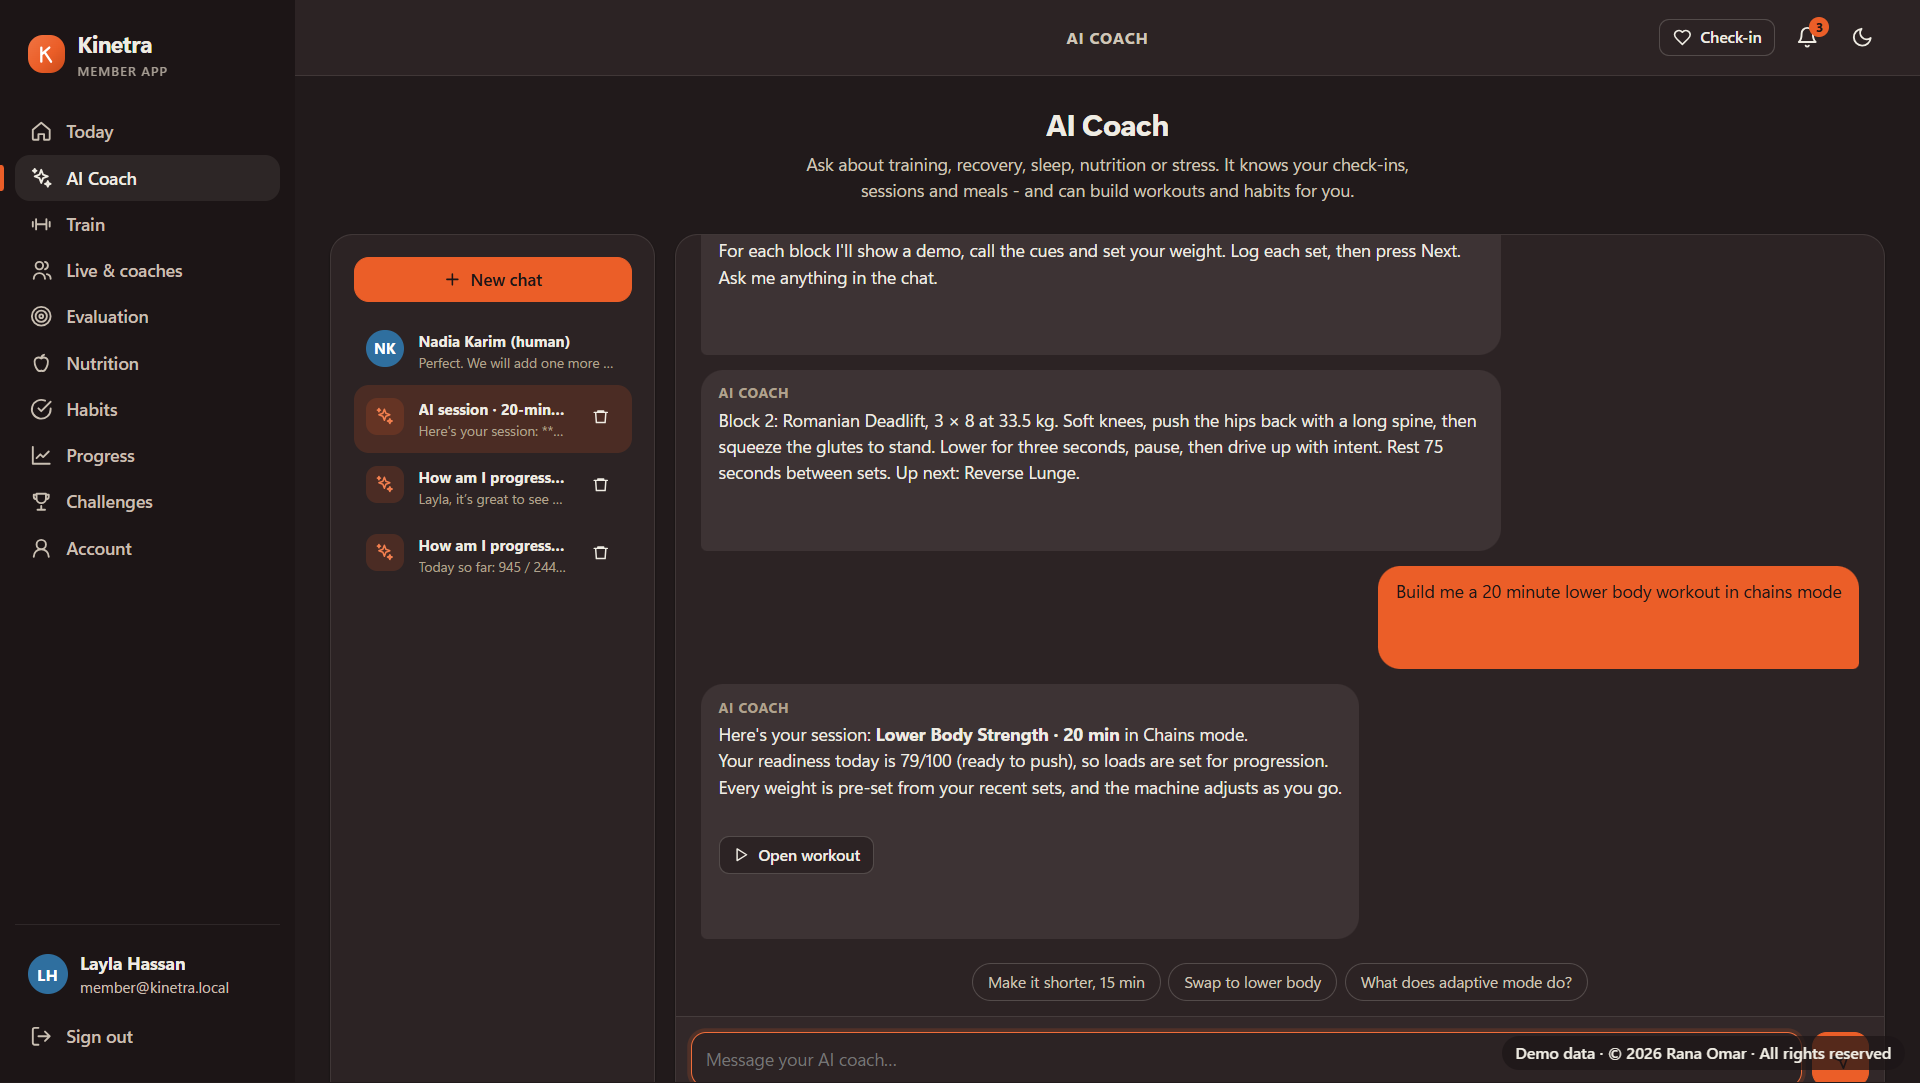 K
Kinetra
MEMBER APP
Today
AI Coach
Train
Live & coaches
Evaluation
Nutrition
Habits
Progress
Challenges
Account
LH
Layla Hassan
member@kinetra.local
Sign out
AI COACH
Check-in
3
AI Coach
Ask about training, recovery, sleep, nutrition or stress. It knows your check-ins,
sessions and meals - and can build workouts and habits for you.
+ New chat
NK
Nadia Karim (human)
Perfect. We will add one more ...
AI session · 20-min...
Here's your session: **...
How am I progress...
Layla, it's great to see ...
How am I progress...
Today so far: 945 / 244...
For each block I'll show a demo, call the cues and set your weight. Log each set, then press Next.
Ask me anything in the chat.
AI COACH
Block 2: Romanian Deadlift, 3 × 8 at 33.5 kg. Soft knees, push the hips back with a long spine, then
squeeze the glutes to stand. Lower for three seconds, pause, then drive up with intent. Rest 75
seconds between sets. Up next: Reverse Lunge.
Build me a 20 minute lower body workout in chains mode
AI COACH
Here's your session: Lower Body Strength · 20 min in Chains mode.
Your readiness today is 79/100 (ready to push), so loads are set for progression.
Every weight is pre-set from your recent sets, and the machine adjusts as you go.
Open workout
Make it shorter, 15 min
Swap to lower body
What does adaptive mode do?
Message your AI coach...
Demo data · © 2026 Rana Omar · All rights reserved